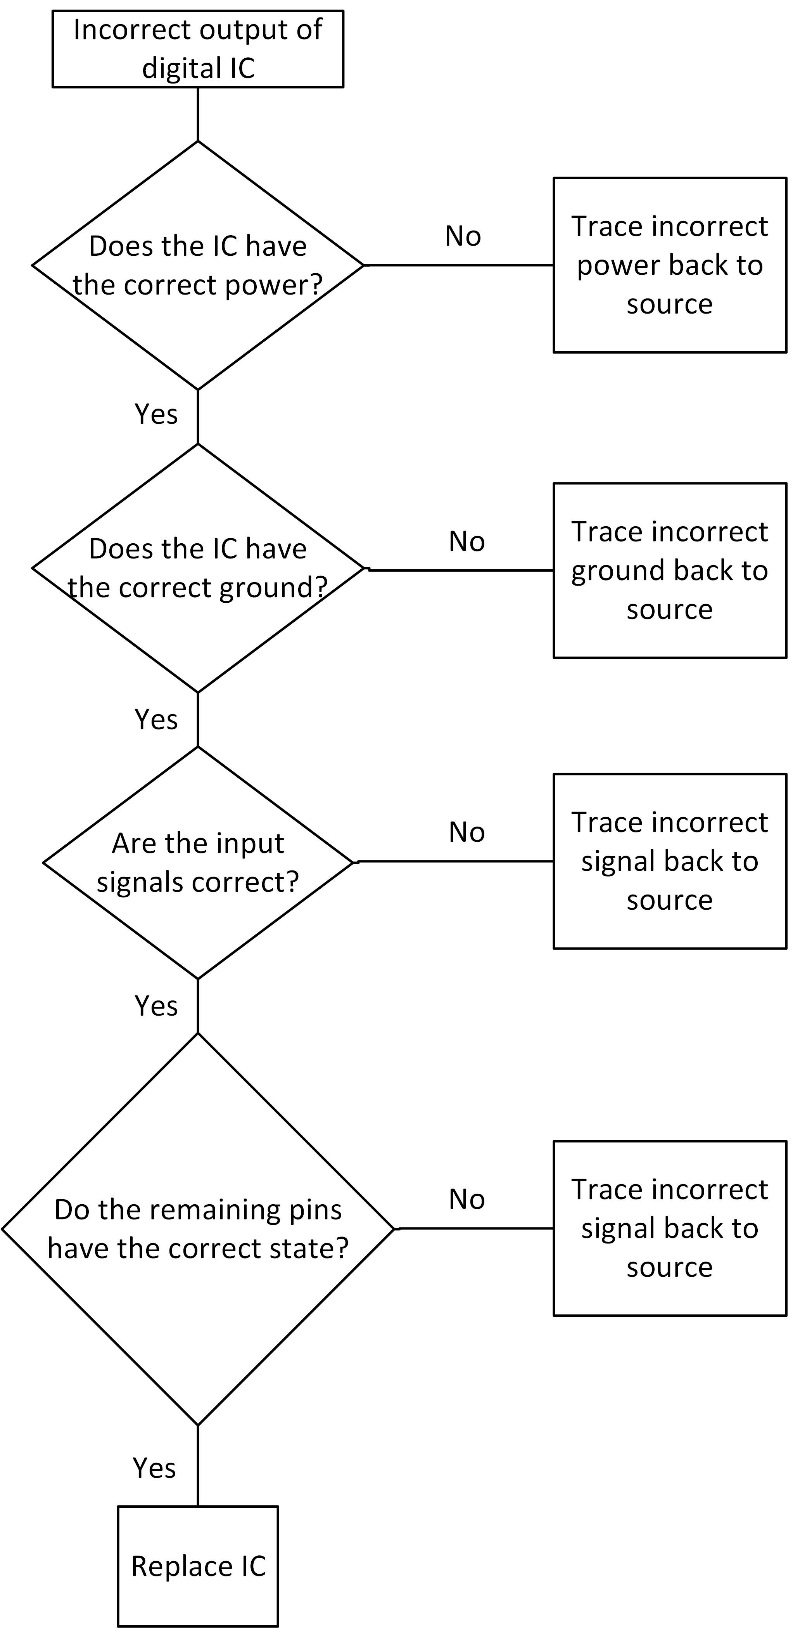 Incorrect output of
digital IC
Does the IC have
the correct power?
No
Trace incorrect
power back to
source
Yes
Does the IC have
the correct ground?
No
Trace incorrect
ground back to
source
Yes
Are the input
signals correct?
No
Trace incorrect
signal back to
source
Yes
Do the remaining pins
have the correct state?
No
Trace incorrect
signal back to
source
Yes
Replace IC